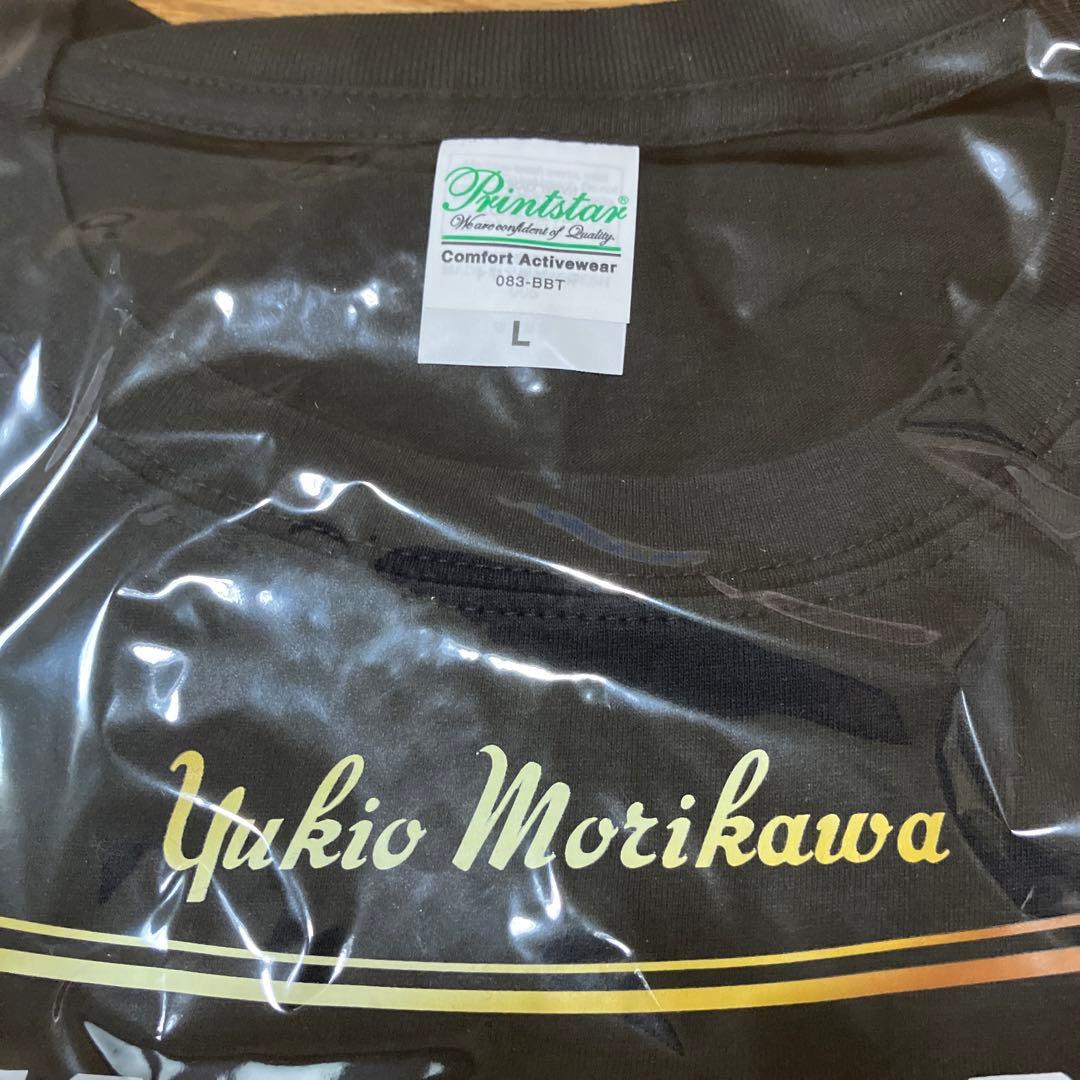 Printstar®
We are confident of Quality.
Comfort Activewear
083-BBT
L
Yukio Morikawa